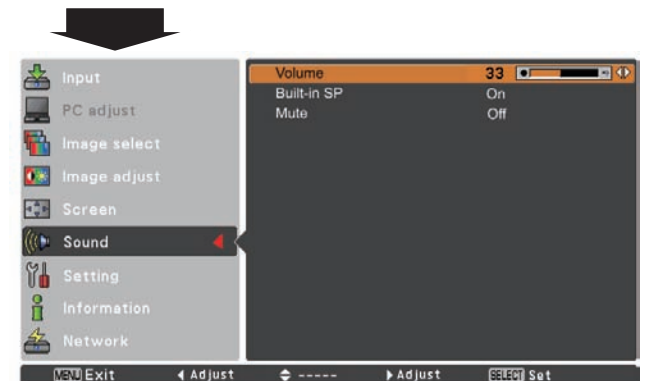 Input
PC adjust
Image select
Image adjust
Screen
Sound
Setting
Information
Network
Volume 33
Built-in SP On
Mute Off
MENU Exit ◀ Adjust ----- ▶ Adjust SELECT Set